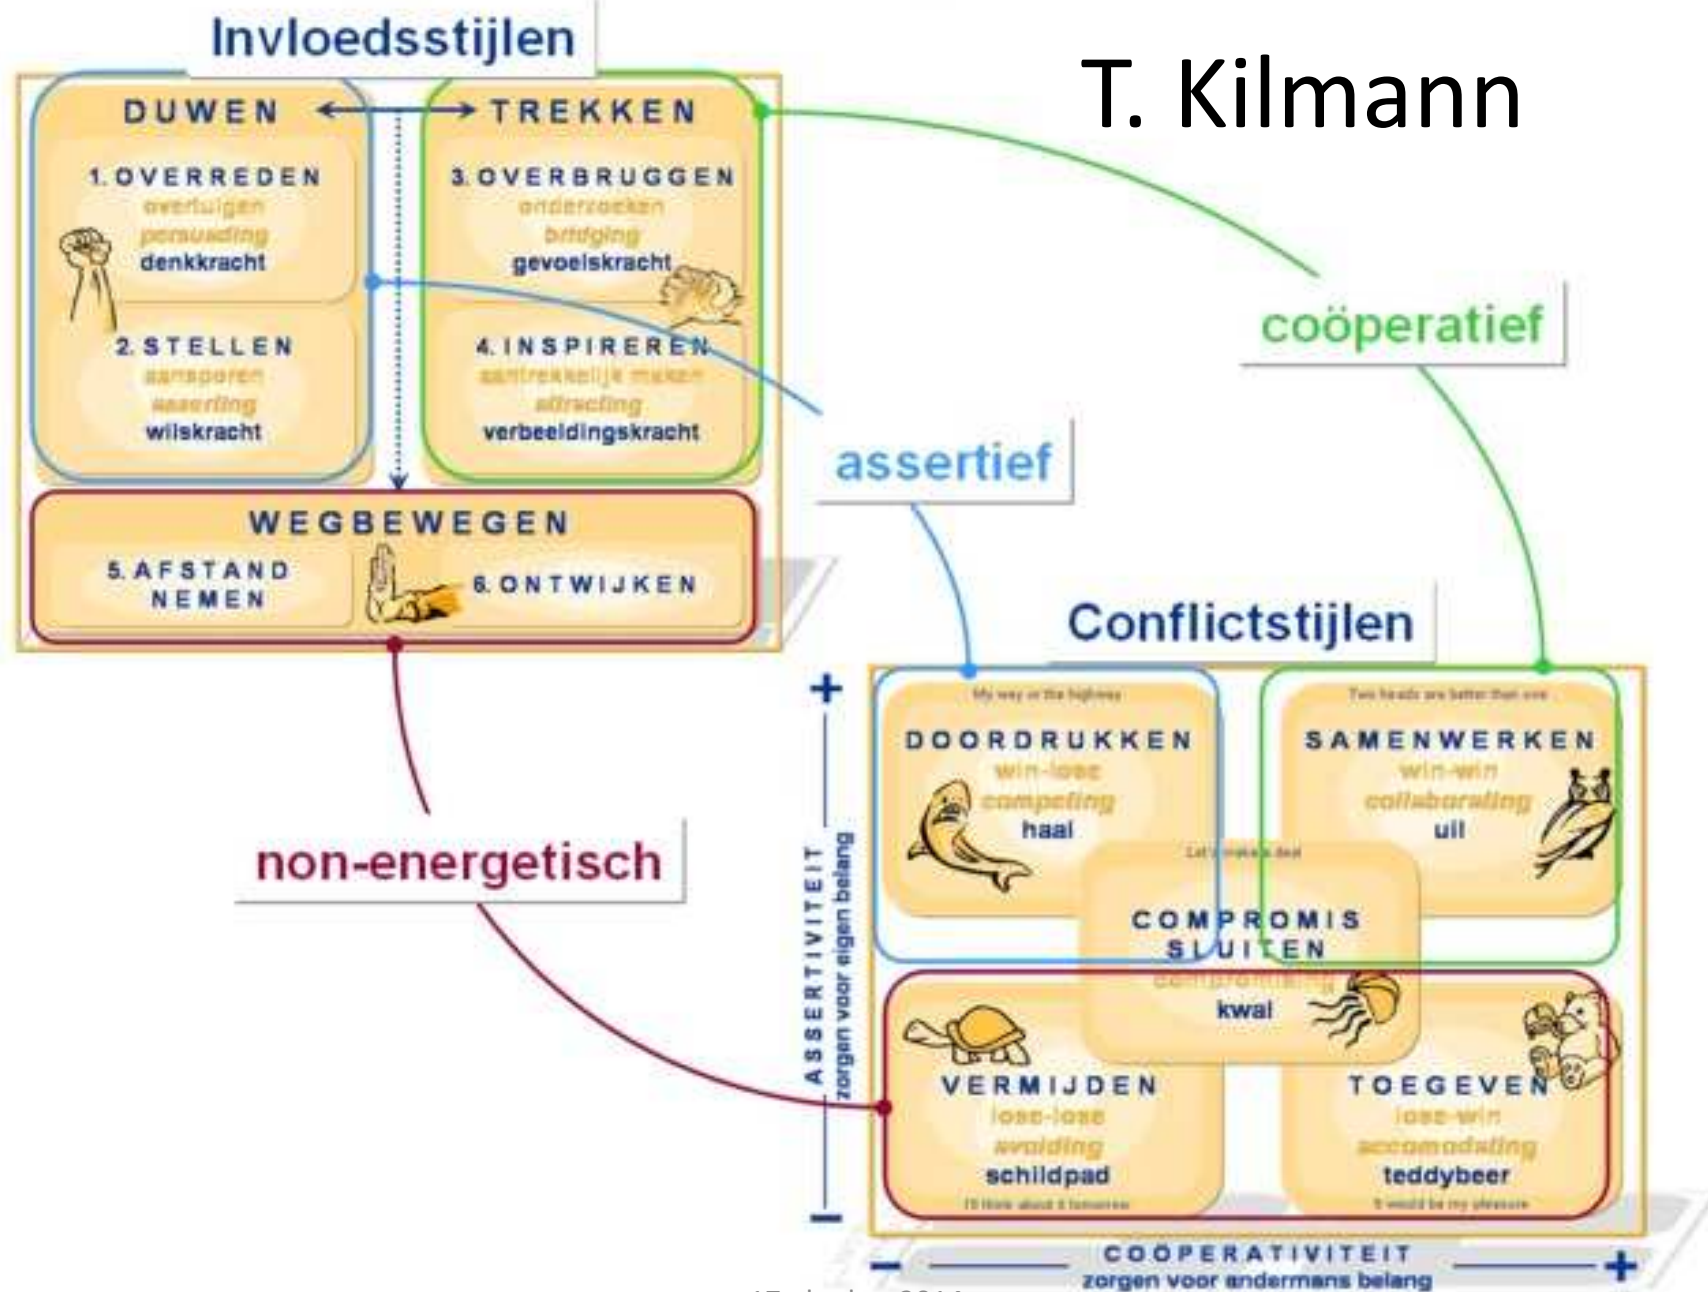 Invloedsstijlen
T. Kilmann
DUWEN
TREKKEN
1. OVERREDEN
overtuigen
persuading
denkkracht
3. OVERBRUGGEN
onderzoeken
bridging
gevoelskracht
2. STELLEN
aansporen
asserting
wilskracht
4. INSPIREREN
aantrekkelijk maken
attracting
verbeeldingskracht
WEGBEWEGEN
5. AFSTAND
NEMEN
6. ONTWIJKEN
coöperatief
assertief
non-energetisch
Conflictstijlen
+
ASSERTIVITEIT
zorgen voor eigen belang
–
My way or the highway
DOORDRUKKEN
win-lose
competing
haai
Two heads are better than one
SAMENWERKEN
win-win
collaborating
uil
Let's make a deal
COMPROMIS
SLUITEN
compromising
kwal
VERMIJDEN
lose-lose
avoiding
schildpad
I'll think about it tomorrow
TOEGEVEN
lose-win
accomodating
teddybeer
It would be my pleasure
–
COÖPERATIVITEIT
+
zorgen voor andermans belang